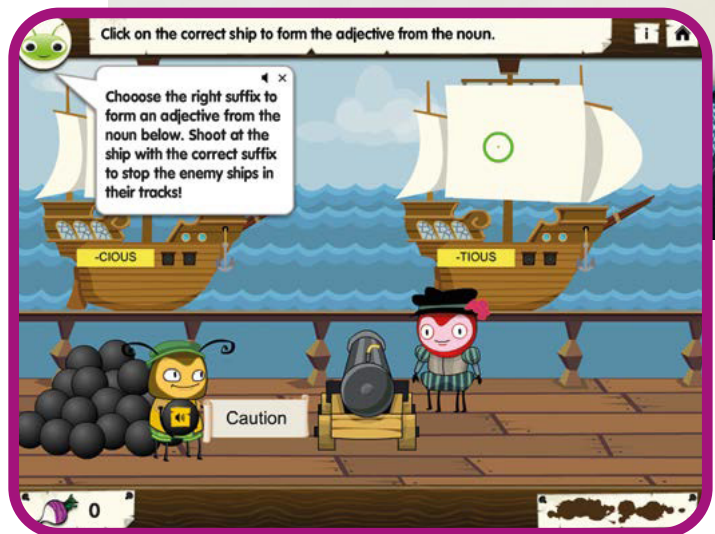 Click on the correct ship to form the adjective from the noun.
i
Chooose the right suffix to
form an adjective from the
noun below. Shoot at the
ship with the correct suffix
to stop the enemy ships in
their tracks!
-CIOUS
-TIOUS
Caution
0